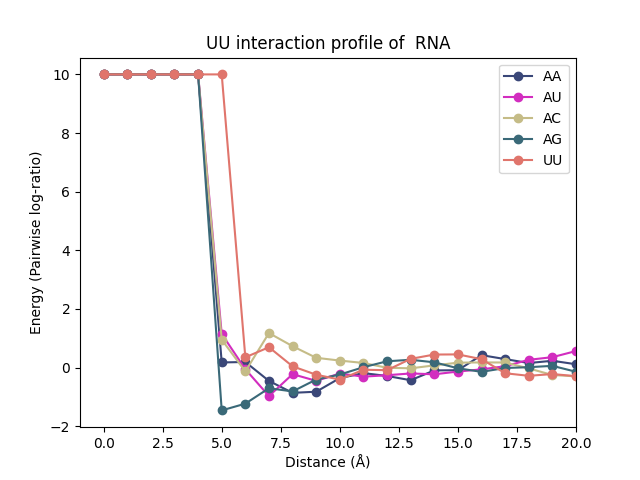 UU interaction profile of  RNA
Energy (Pairwise log-ratio)
10
8
6
4
2
0
−2
AA
AU
AC
AG
UU
0.0 2.5 5.0 7.5 10.0 12.5 15.0 17.5 20.0
Distance (Å)